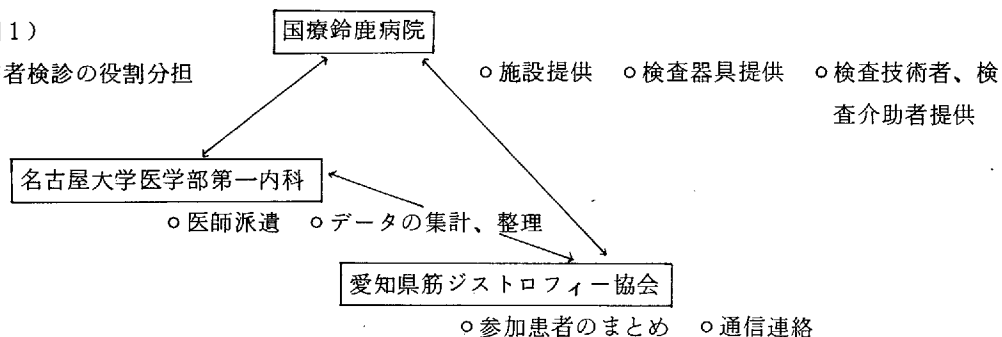 1)
国療鈴鹿病院
者検診の役割分担
○施設提供 ○検査器具提供 ○検査技術者、検
査介助者提供
名古屋大学医学部第一内科
○医師派遣 ○データの集計、整理
愛知県筋ジストロフィー協会
○参加患者のまとめ ○通信連絡